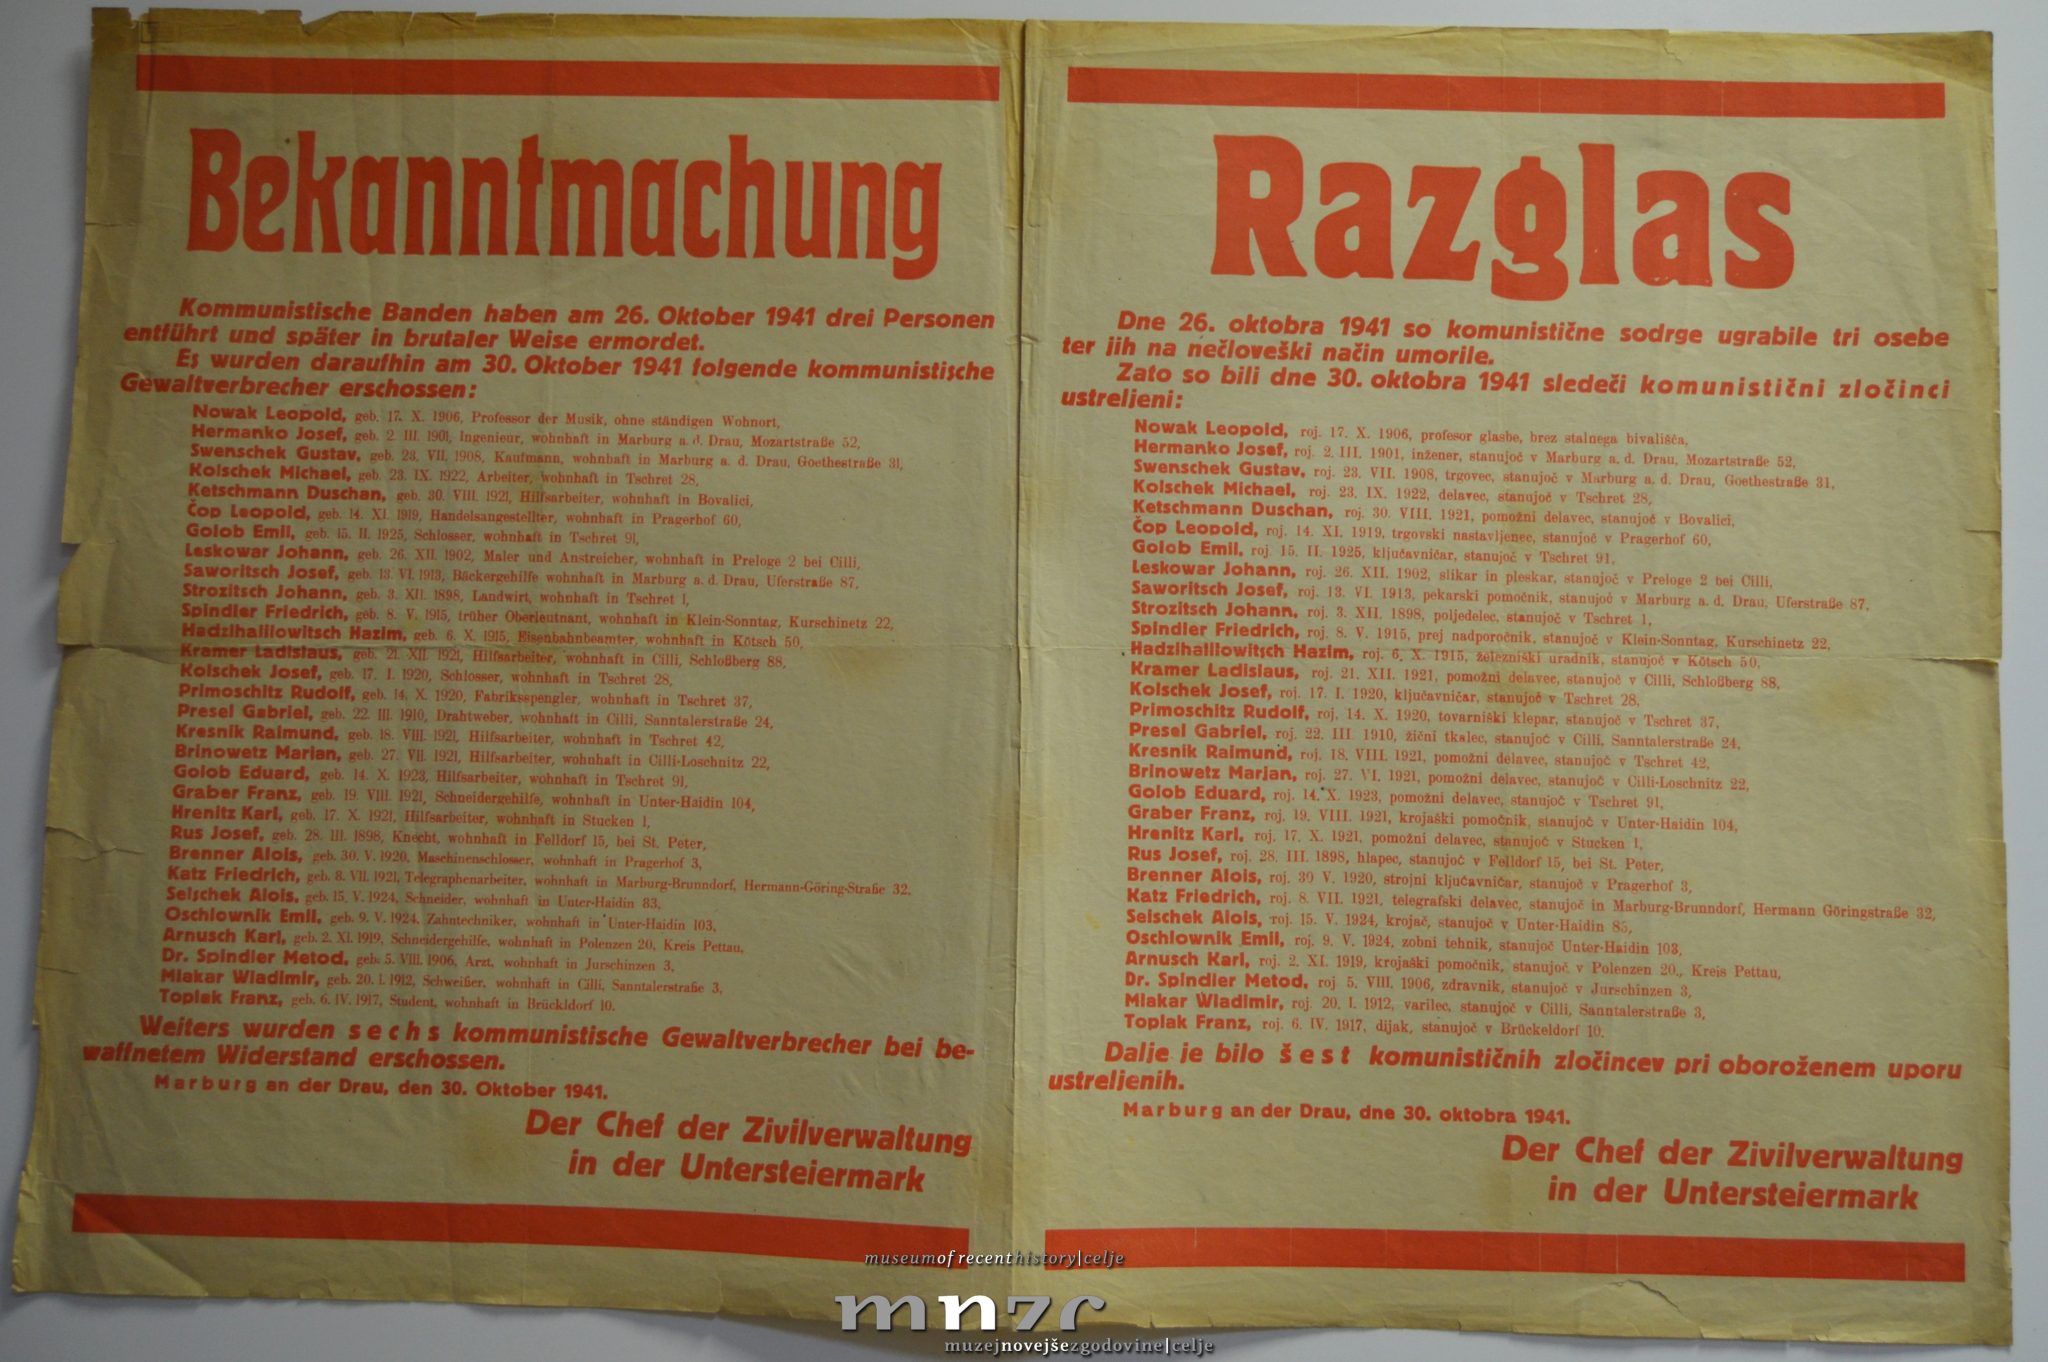 Bekanntmachung
Kommunistische Banden haben am 26. Oktober 1941 drei Personen
entführt und später in brutaler Weise ermordet.
Es wurden daraufhin am 30. Oktober 1941 folgende kommunistische
Gewaltverbrecher erschossen:
Nowak Leopold, geb. 17. X. 1906, Professor der Musik, ohne ständigen Wohnort,
Hermanko Josef, geb. 2. III. 1901, Ingenieur, wohnhaft in Marburg a. d. Drau, Mozartstraße 52,
Swenschek Gustav, geb. 23. VII. 1908, Kaufmann, wohnhaft in Marburg a. d. Drau, Goethestraße 31,
Kolschek Michael, geb. 23. IX. 1922, Arbeiter, wohnhaft in Tschret 28,
Ketschmann Duschan, geb. 30. VIII. 1921, Hilfsarbeiter, wohnhaft in Bovalici,
Čop Leopold, geb. 14. XI. 1919, Handelsangestellter, wohnhaft in Pragerhof 60,
Golob Emil, geb. 15. II. 1925, Schlosser, wohnhaft in Tschret 91,
Leskowar Johann, geb. 26. XII. 1902, Maler und Anstreicher, wohnhaft in Preloge 2 bei Cilli,
Saworitsch Josef, geb. 13. VI. 1913, Bäckergehilfe wohnhaft in Marburg a. d. Drau, Uferstraße 87,
Strozitsch Johann, geb. 3. XII. 1898, Landwirt, wohnhaft in Tschret 1,
Spindler Friedrich, geb. 8. V. 1915, trüher Oberleutnant, wohnhaft in Klein-Sonntag, Kurschinetz 22,
Hadzihalilowitsch Hazim, geb. 6. X. 1915, Eisenbahnbeamter, wohnhaft in Kötsch 50,
Kramer Ladislaus, geb. 21. XII. 1921, Hilfsarbeiter, wohnhaft in Cilli, Schloßberg 88,
Kolschek Josef, geb. 17. I. 1920, Schlosser, wohnhaft in Tschret 28,
Primoschitz Rudolf, geb. 14. X. 1920, Fabriksspengler, wohnhaft in Tschret 37,
Presel Gabriel, geb. 22. III. 1910, Drahtweber, wohnhaft in Cilli, Sanntalerstraße 24,
Kresnik Raimund, geb. 18. VIII. 1921, Hilfsarbeiter, wohnhaft in Tschret 42,
Brinowetz Marian, geb. 27. VII. 1921, Hilfsarbeiter, wohnhaft in Cilli-Loschnitz 22,
Golob Eduard, geb. 14. X. 1923, Hilfsarbeiter, wohnhaft in Tschret 91,
Graber Franz, geb. 19. VIII. 1921, Schneidergehilfe, wohnhaft in Unter-Haidin 104,
Hrenitz Karl, geb. 17. X. 1921, Hilfsarbeiter, wohnhaft in Stucken 1,
Rus Josef, geb. 28. III. 1898, Knecht, wohnhaft in Felldorf 15, bei St. Peter,
Brenner Alois, geb. 30. V. 1920, Maschinenschlosser, wohnhaft in Pragerhof 3,
Katz Friedrich, geb. 8. VII. 1921, Telegraphenarbeiter, wohnhaft in Marburg-Brunndorf, Hermann-Göring-Straße 32,
Selschek Alois, geb. 15. V. 1924, Schneider, wohnhaft in Unter-Haidin 83,
Oschlownik Emil, geb. 9. V. 1924, Zahntechniker, wohnhaft in Unter-Haidin 103,
Arnusch Karl, geb. 2. XI. 1919, Schneidergehilfe, wohnhaft in Polenzen 20, Kreis Pettau,
Dr. Spindler Metod, geb. 5. VIII. 1906, Arzt, wohnhaft in Jurschinzen 3,
Mlakar Wladimir, geb. 20. I. 1912, Schweißer, wohnhaft in Cilli, Sanntalerstraße 3,
Toplak Franz, geb. 6. IV. 1917, Student, wohnhaft in Brückldorf 10.
Weiters wurden sechs kommunistische Gewaltverbrecher bei be-
waffnetem Widerstand erschossen.
Marburg an der Drau, den 30. Oktober 1941.
Der Chef der Zivilverwaltung
in der Untersteiermark
Razglas
Dne 26. oktobra 1941 so komunistične sodrge ugrabile tri osebe
ter jih na nečloveški način umorile.
Zato so bili dne 30. oktobra 1941 sledeči komunistični zločinci
ustreljeni:
Nowak Leopold, roj. 17. X. 1906, profesor glasbe, brez stalnega bivališča,
Hermanko Josef, roj. 2. III. 1901, inžener, stanujoč v Marburg a. d. Drau, Mozartstraße 52,
Swenschek Gustav, roj. 23. VII. 1908, trgovec, stanujoč v Marburg a. d. Drau, Goethestraße 31,
Kolschek Michael, roj. 23. IX. 1922, delavec, stanujoč v Tschret 28,
Ketschmann Duschan, roj. 30. VIII. 1921, pomožni delavec, stanujoč v Bovalici,
Čop Leopold, roj. 14. XI. 1919, trgovski nastavljenec, stanujoč v Pragerhof 60,
Golob Emil, roj. 15. II. 1925, ključavničar, stanujoč v Tschret 91,
Leskowar Johann, roj. 26. XII. 1902, slikar in pleskar, stanujoč v Preloge 2 bei Cilli,
Saworitsch Josef, roj. 13. VI. 1913, pekarski pomočnik, stanujoč v Marburg a. d. Drau, Uferstraße 87,
Strozitsch Johann, roj. 3. XII. 1898, poljedelec, stanujoč v Tschret 1,
Spindler Friedrich, roj. 8. V. 1915, prej nadporočnik, stanujoč v Klein-Sonntag, Kurschinetz 22,
Hadzihalilowitsch Hazim, roj. 6. X. 1915, železniški uradnik, stanujoč v Kötsch 50,
Kramer Ladislaus, roj. 21. XII. 1921, pomožni delavec, stanujoč v Cilli, Schloßberg 88,
Kolschek Josef, roj. 17. I. 1920, ključavničar, stanujoč v Tschret 28,
Primoschitz Rudolf, roj. 14. X. 1920, tovarniški klepar, stanujoč v Tschret 37,
Presel Gabriel, roj. 22. III. 1910, žični tkalec, stanujoč v Cilli, Sanntalerstraße 24,
Kresnik Raimund, roj. 18. VIII. 1921, pomožni delavec, stanujoč v Tschret 42,
Brinowetz Marian, roj. 27. VI. 1921, pomožni delavec, stanujoč v Cilli-Loschnitz 22,
Golob Eduard, roj. 14. X. 1923, pomožni delavec, stanujoč v Tschret 91,
Graber Franz, roj. 19. VIII. 1921, krojaški pomočnik, stanujoč v Unter-Haidin 104,
Hrenitz Karl, roj. 17. X. 1921, pomožni delavec, stanujoč v Stucken 1,
Rus Josef, roj. 28. III. 1898, hlapec, stanujoč v Felldorf 15, bei St. Peter,
Brenner Alois, roj. 30 V. 1920, strojni ključavničar, stanujoč v Pragerhof 3,
Katz Friedrich, roj. 8. VII. 1921, telegrafski delavec, stanujoč in Marburg-Brunndorf, Hermann Göringstraße 32,
Selschek Alois, roj. 15. V. 1924, krojač, stanujoč v Unter-Haidin 83,
Oschlownik Emil, roj. 9. V. 1924, zobni tehnik, stanujoč Unter-Haidin 103,
Arnusch Karl, roj. 2. XI. 1919, krojaški pomočnik, stanujoč v Polenzen 20., Kreis Pettau,
Dr. Spindler Metod, roj 5. VIII. 1906, zdravnik, stanujoč v Jurschinzen 3,
Mlakar Wladimir, roj. 20. I. 1912, varilec, stanujoč v Cilli, Sanntalerstraße 3,
Toplak Franz, roj. 6. IV. 1917, dijak, stanujoč v Brückeldorf 10.
Dalje je bilo šest komunističnih zločincev pri oboroženem uporu
ustreljenih.
Marburg an der Drau, dne 30. oktobra 1941.
Der Chef der Zivilverwaltung
in der Untersteiermark
museumofrecenthistory|celje
mnzc
muzejnovejšezgodovine|celje